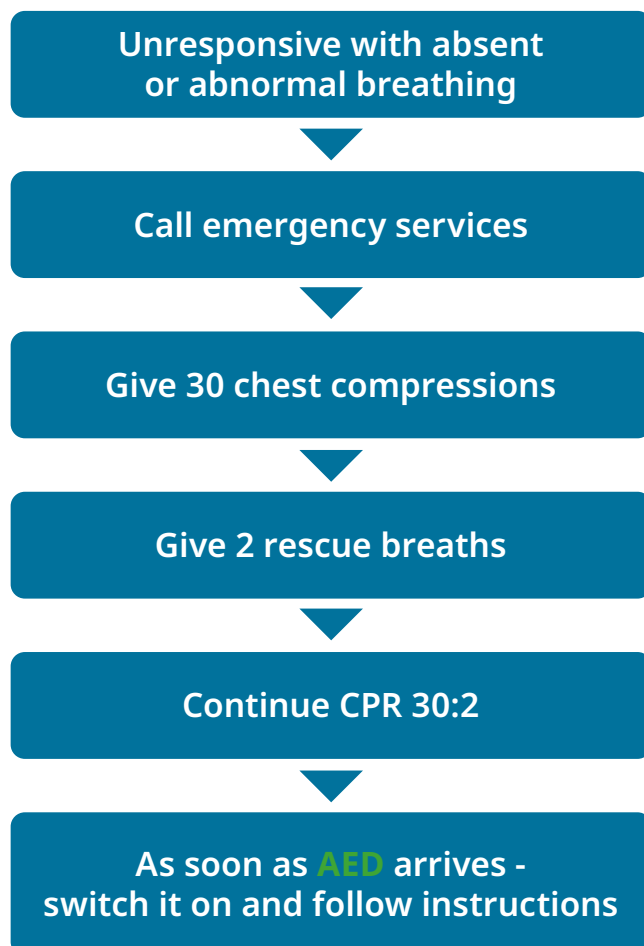 Unresponsive with absent
or abnormal breathing
Call emergency services
Give 30 chest compressions
Give 2 rescue breaths
Continue CPR 30:2
As soon as AED arrives -
switch it on and follow instructions